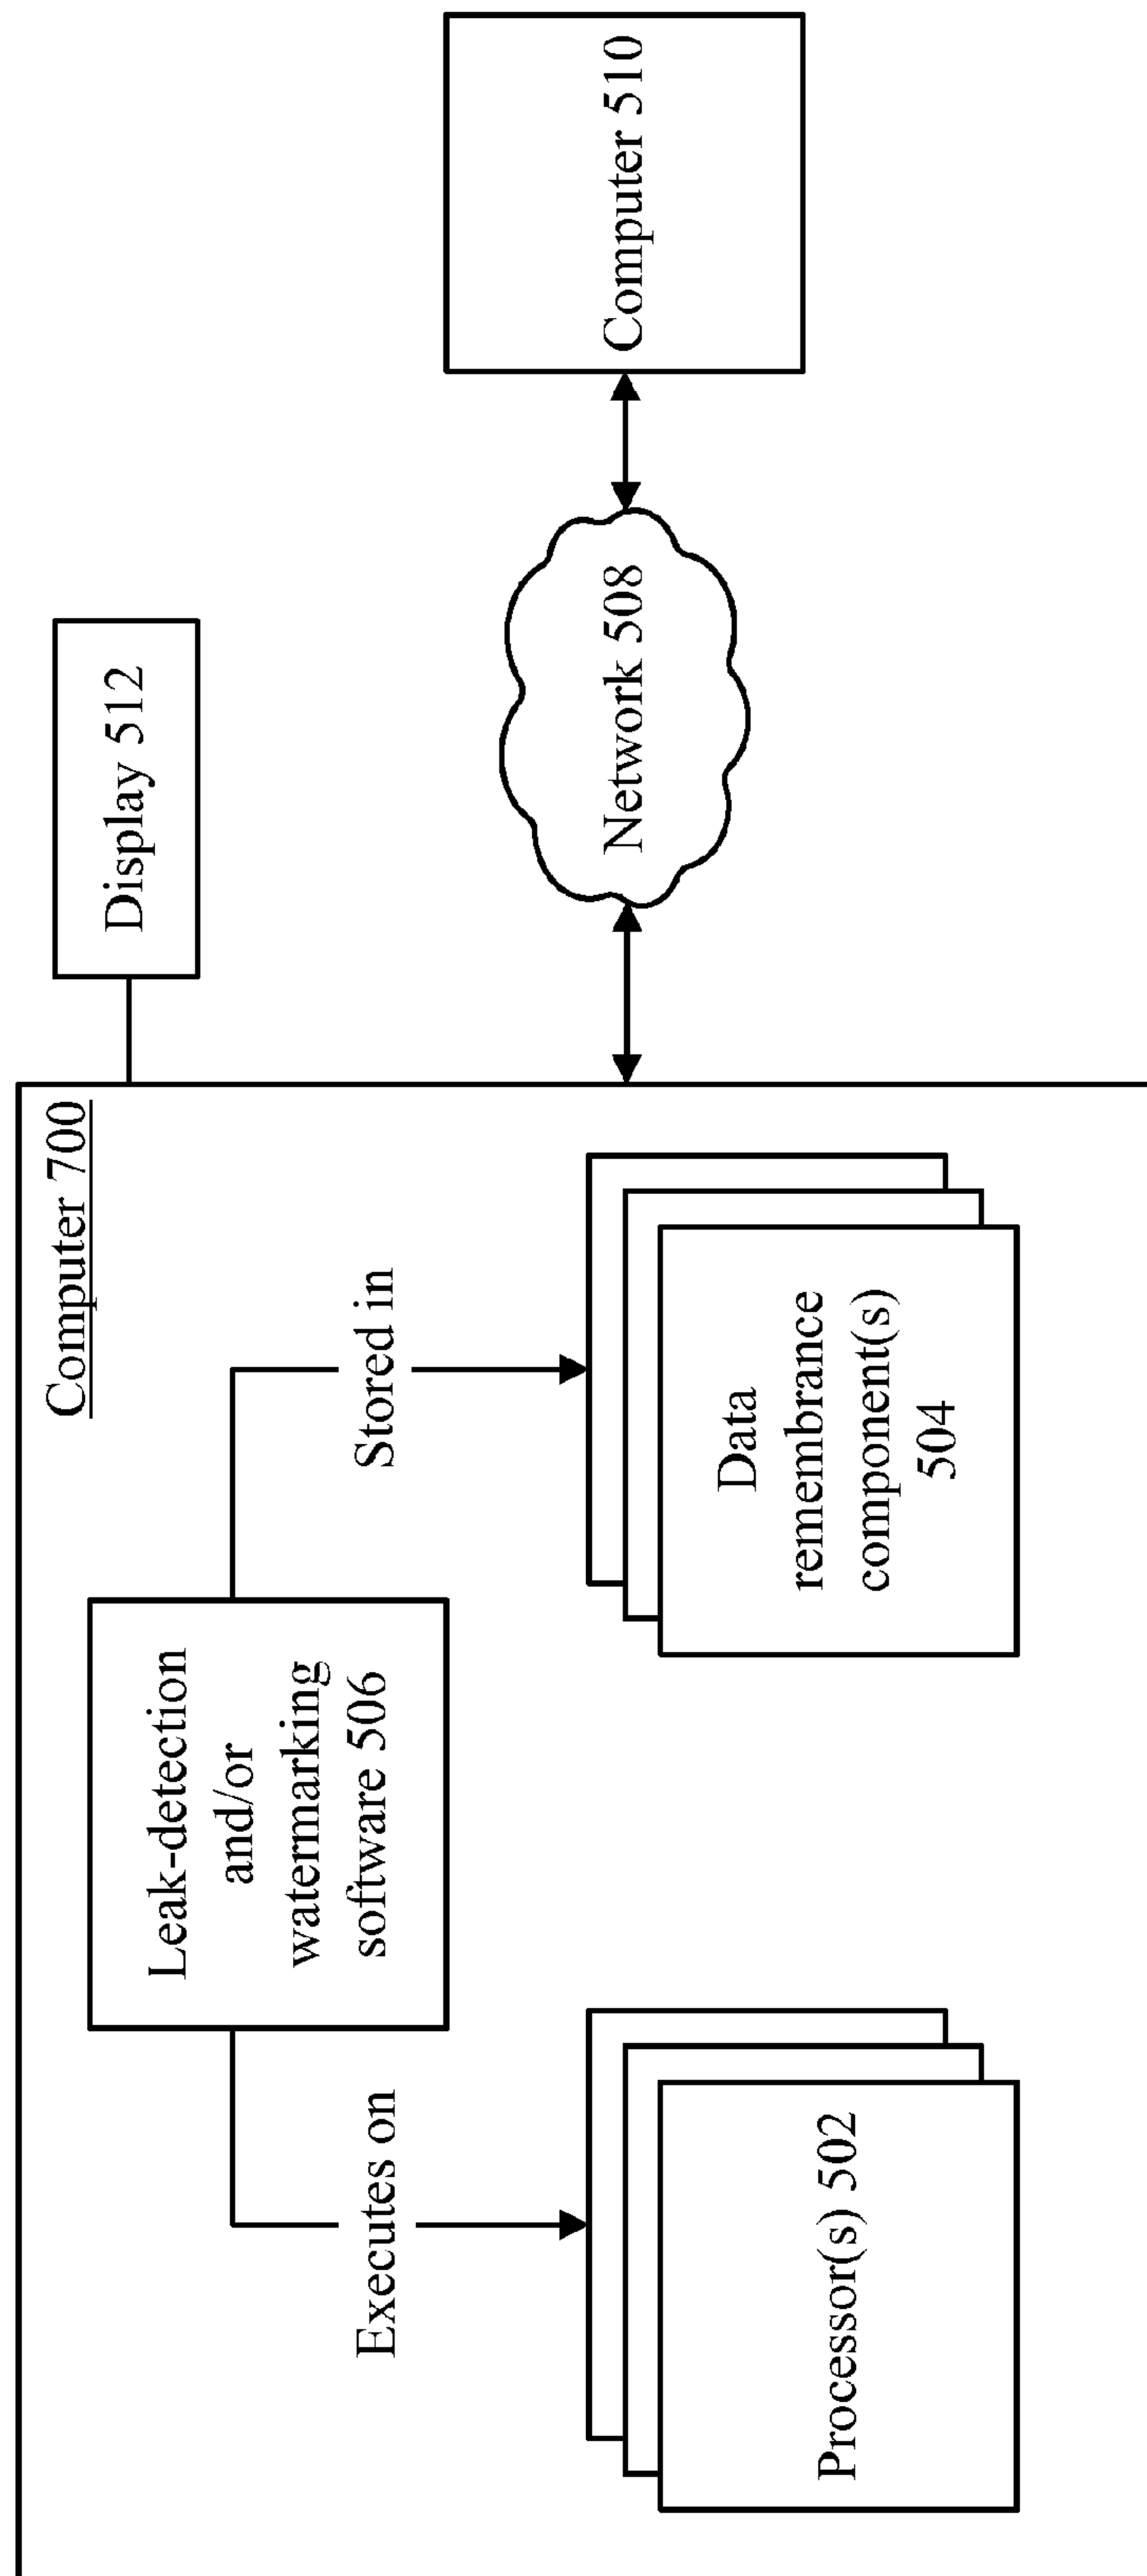 Computer 700
Display 512
Leak-detection
and/or
watermarking
software 506
Executes on
Stored in
Network 508
Computer 510
Processor(s) 502
Data
remembrance
component(s)
504